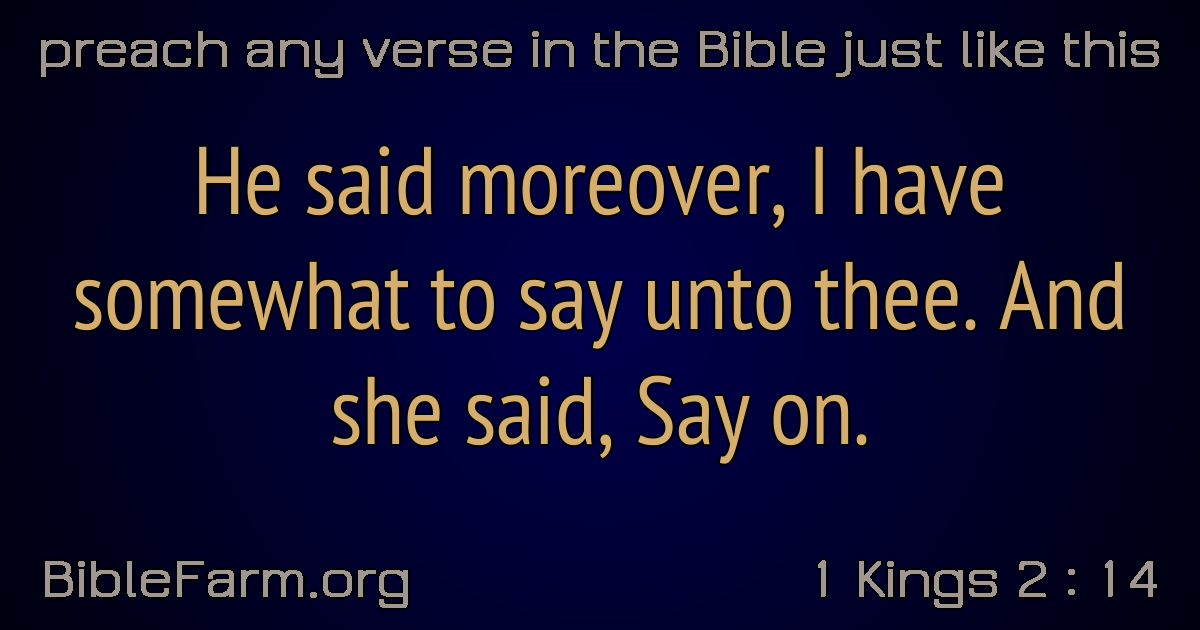 preach any verse in the Bible just like this
He said moreover, I have
somewhat to say unto thee. And
she said, Say on.
BibleFarm.org
1 Kings 2 : 14